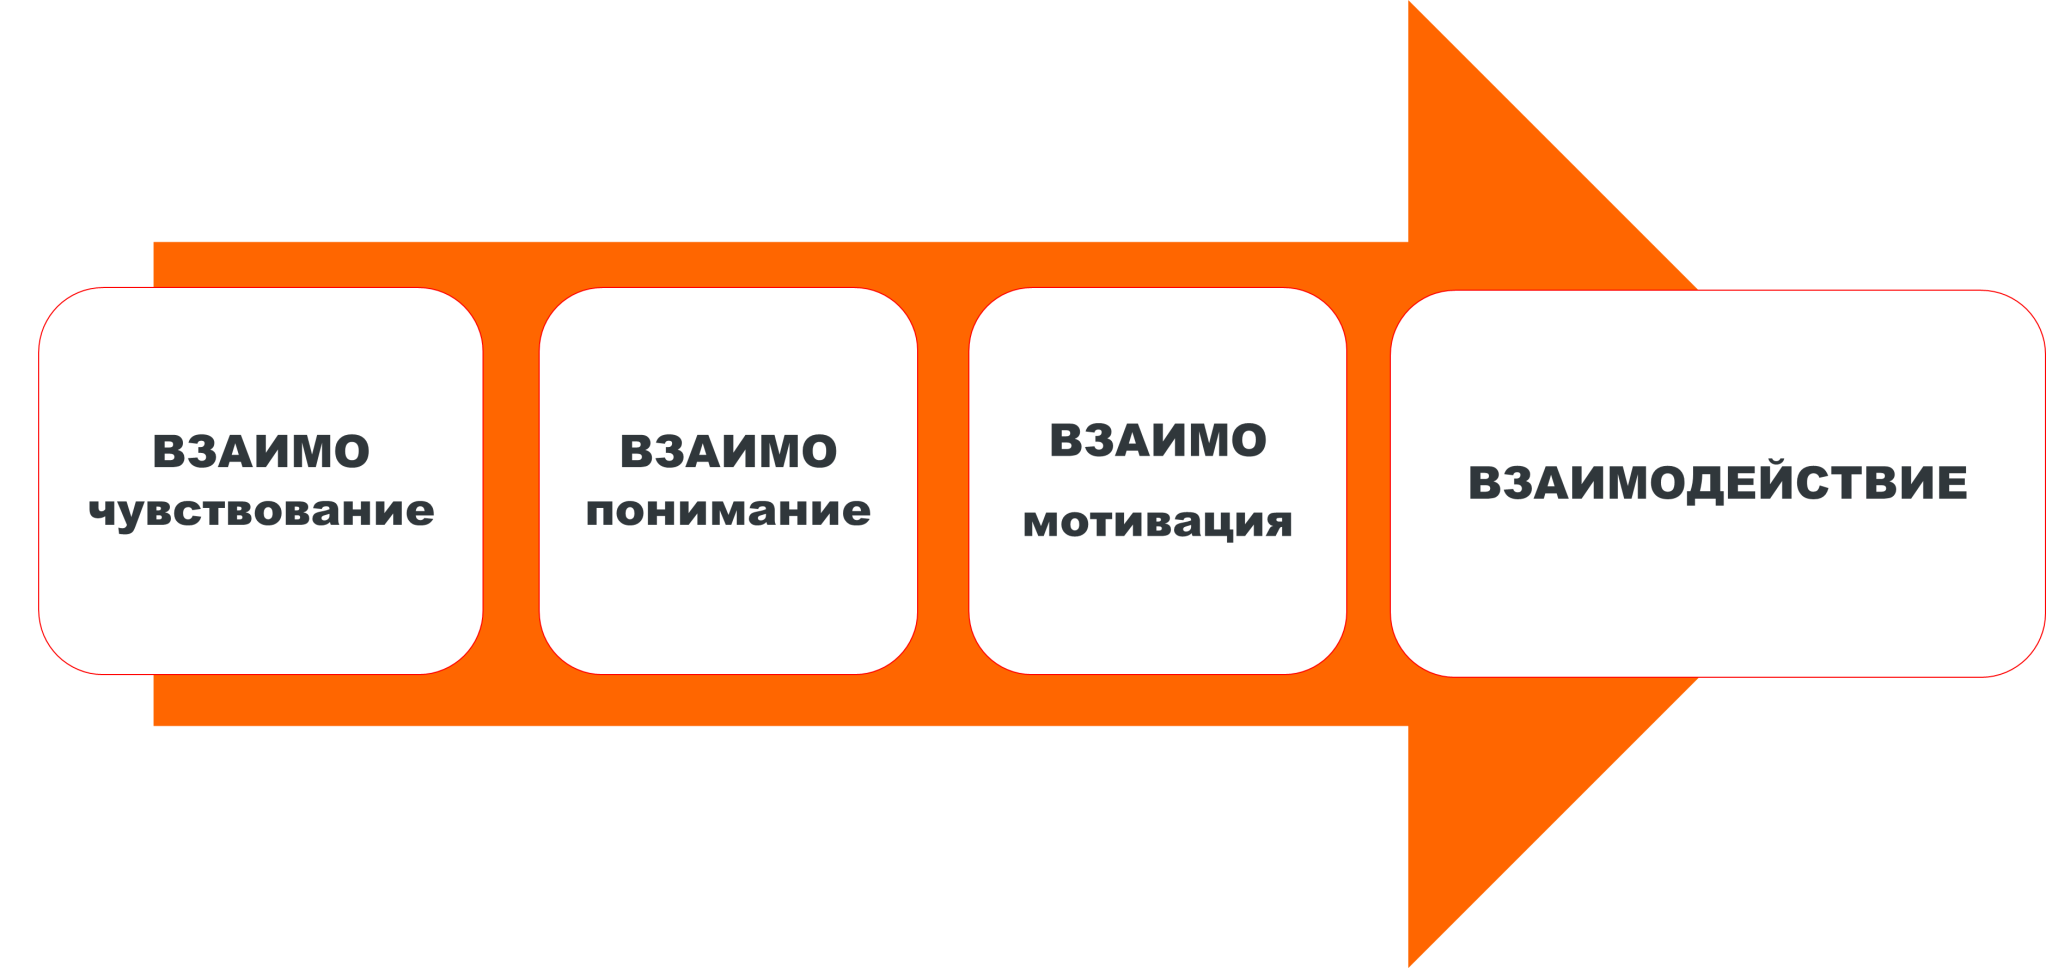 ВЗАИМО
чувствование
ВЗАИМО
понимание
ВЗАИМО
мотивация
ВЗАИМОДЕЙСТВИЕ